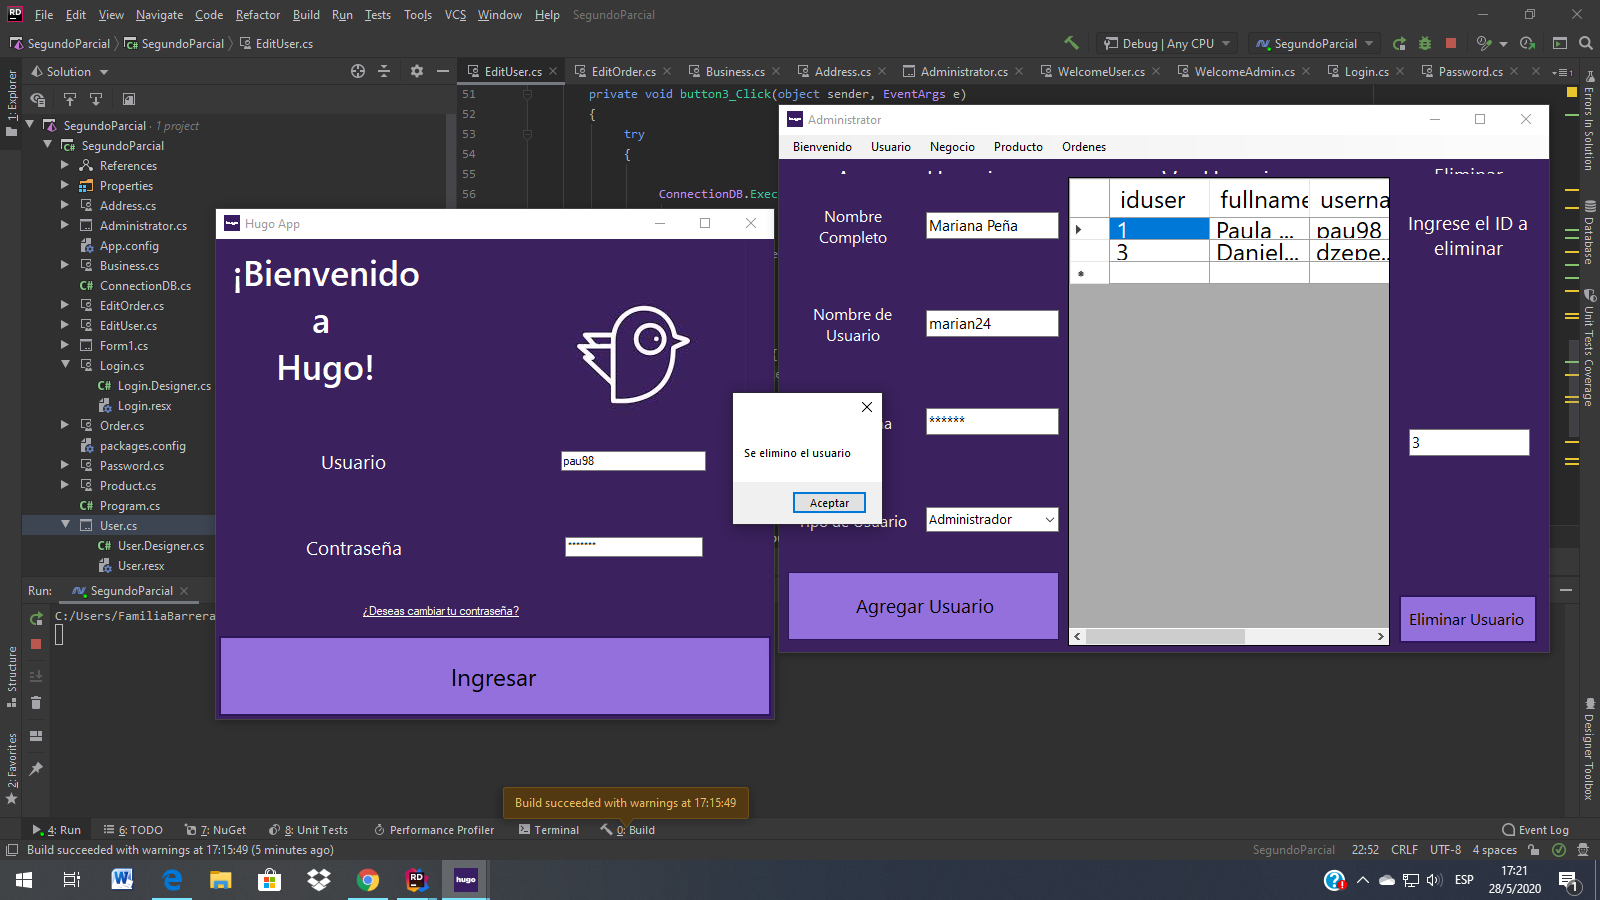 RD File Edit View Navigate Code Refactor Build Run Tests Tools VCS Window Help SegundoParcial
SegundoParcial C# SegundoParcial EditUser.cs
Debug | Any CPU SegundoParcial
1: Explorer
Solution
EditUser.cs EditOrder.cs Business.cs Address.cs Administrator.cs WelcomeUser.cs WelcomeAdmin.cs Login.cs Password.cs
SegundoParcial · 1 project
C# SegundoParcial
References
Properties
Address.cs
Administrator.cs
App.config
Business.cs
C# ConnectionDB.cs
EditOrder.cs
EditUser.cs
Form1.cs
Login.cs
C# Login.Designer.cs
Login.resx
Order.cs
packages.config
Password.cs
Product.cs
C# Program.cs
User.cs
C# User.Designer.cs
User.resx
51 private void button3_Click(object sender, EventArgs e)
52 {
53 try
54 {
55
56 ConnectionDB.Exec
hugo Hugo App
¡Bienvenido
a
Hugo!
Usuario
pau98
Contraseña
*******
¿Deseas cambiar tu contraseña?
Ingresar
hugo Administrator
Bienvenido Usuario Negocio Producto Ordenes
Nombre
Completo
Mariana Peña
Nombre de
Usuario
marian24
******
Tipo de Usuario
Administrador
Agregar Usuario
iduser fullname userna
1 Paula ... pau98
3 Daniel... dzepe..
Eliminar
Ingrese el ID a
eliminar
3
Eliminar Usuario
Se elimino el usuario
Aceptar
Errors In Solution
Database
Unit Tests Coverage
Designer Toolbox
Run: SegundoParcial
C:/Users/FamiliaBarrera
Structure
2: Favorites
Build succeeded with warnings at 17:15:49
4: Run 6: TODO 7: NuGet 8: Unit Tests Performance Profiler Terminal 0: Build Event Log
Build succeeded with warnings at 17:15:49 (5 minutes ago) SegundoParcial 22:52 CRLF UTF-8 4 spaces
hugo
ESP
17:21
28/5/2020
1